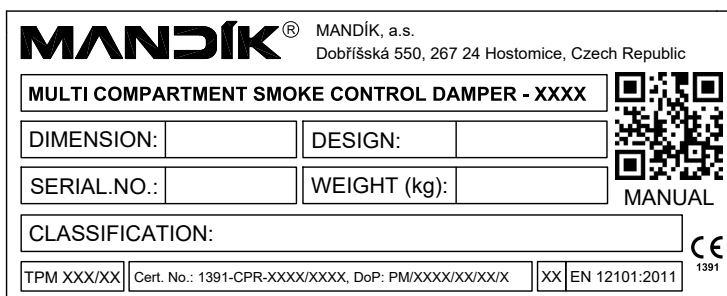 MANDÍK® MANDÍK, a.s.
Dobříšská 550, 267 24 Hostomice, Czech Republic
MULTI COMPARTMENT SMOKE CONTROL DAMPER - XXXX
DIMENSION: DESIGN:
SERIAL.NO.: WEIGHT (kg):
MANUAL
CLASSIFICATION:
CE
1391
TPM XXX/XX Cert. No.: 1391-CPR-XXXX/XXXX, DoP: PM/XXXX/XX/XX/X XX EN 12101:2011